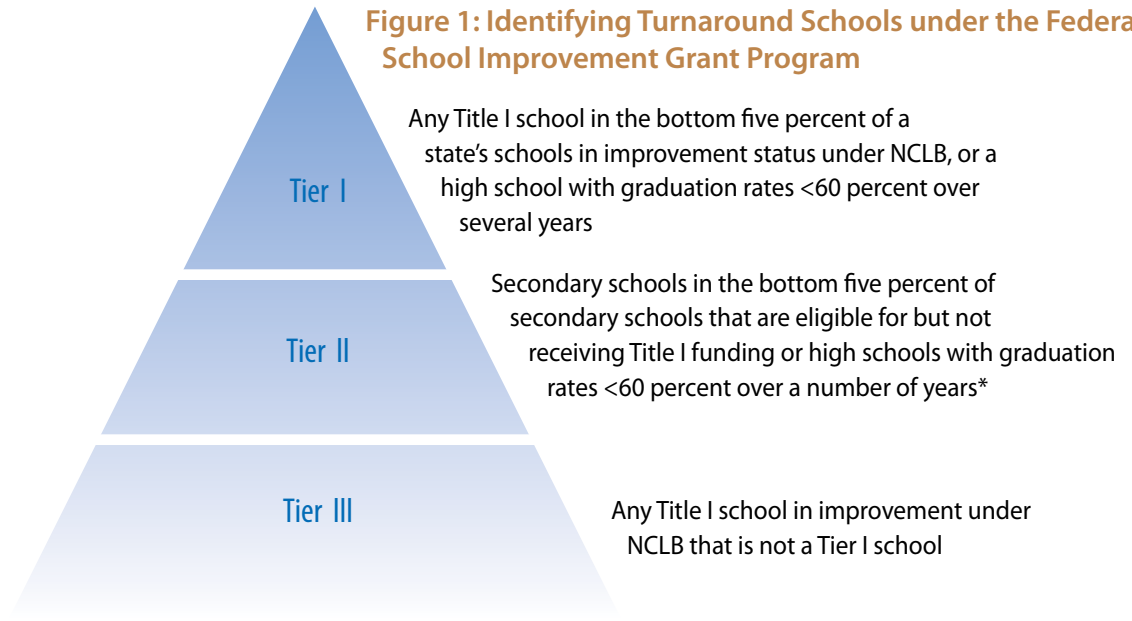 Figure 1: Identifying Turnaround Schools under the Federa
School Improvement Grant Program
Any Title I school in the bottom five percent of a
state’s schools in improvement status under NCLB, or a
high school with graduation rates <60 percent over
several years
Tier I
Secondary schools in the bottom five percent of
secondary schools that are eligible for but not
receiving Title I funding or high schools with graduation
rates <60 percent over a number of years*
Tier II
Tier III
Any Title I school in improvement under
NCLB that is not a Tier I school